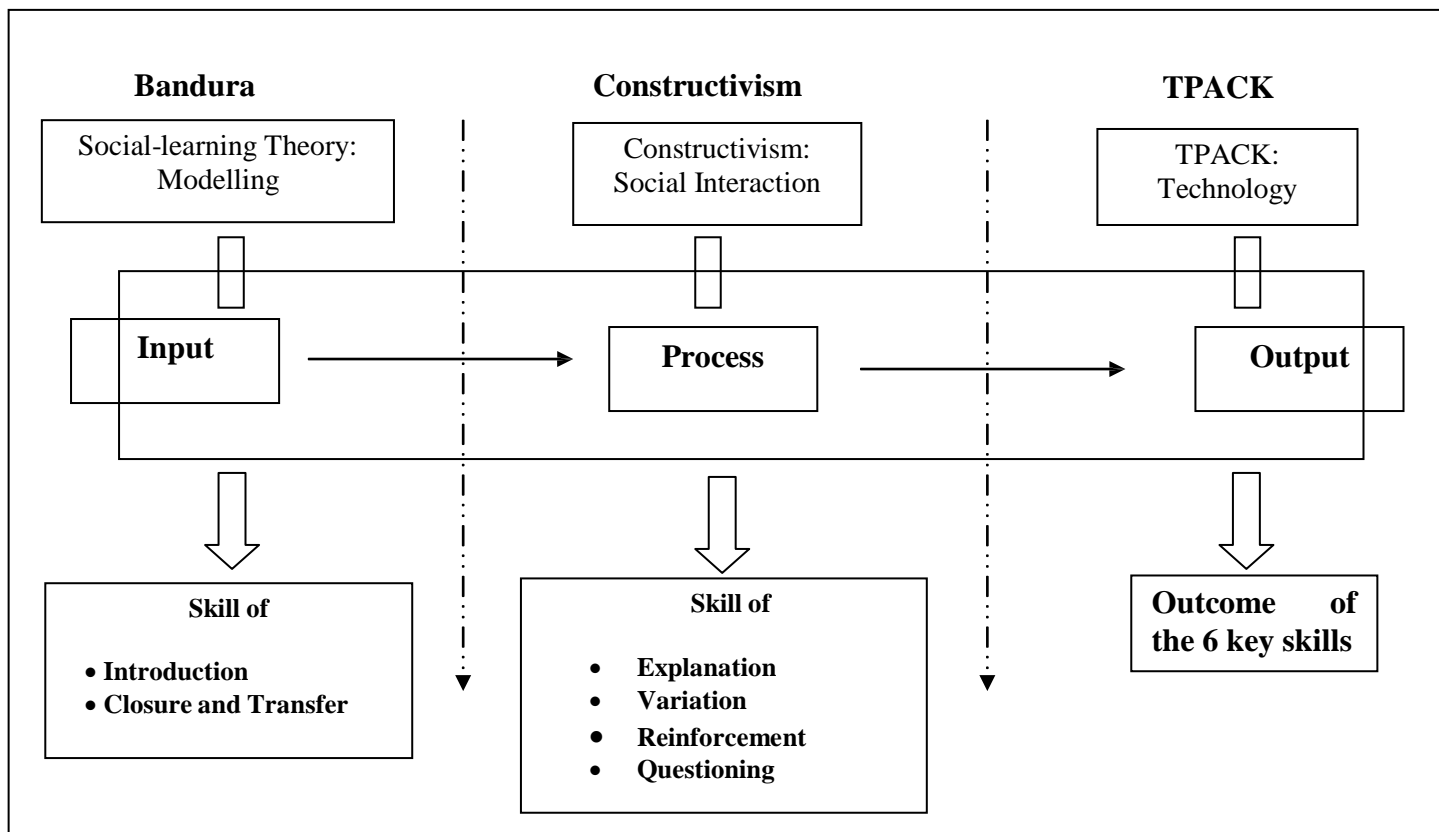 Bandura
Constructivism
TPACK
Social-learning Theory:
Modelling
Constructivism:
Social Interaction
TPACK:
Technology
Input
Process
Output
Skill of
• Introduction
• Closure and Transfer
Skill of
• Explanation
• Variation
• Reinforcement
• Questioning
Outcome of
the 6 key skills